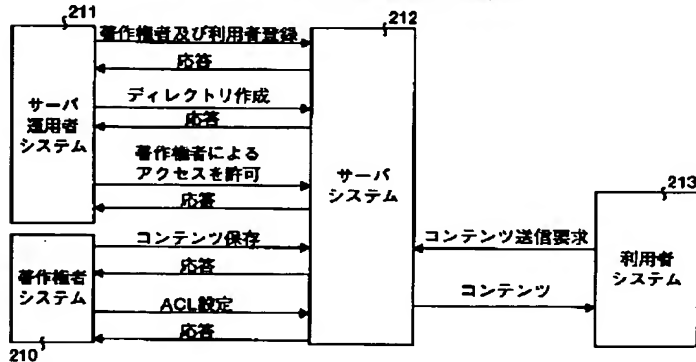 211
著作権者及び利用者登録
応答
ディレクトリ作成
応答
著作権者による
アクセスを許可
応答
サーバ
運用者
システム
コンテンツ保存
応答
ACL設定
応答
著作権者
システム
210
212
サーバ
システム
コンテンツ送信要求
コンテンツ
213
利用者
システム